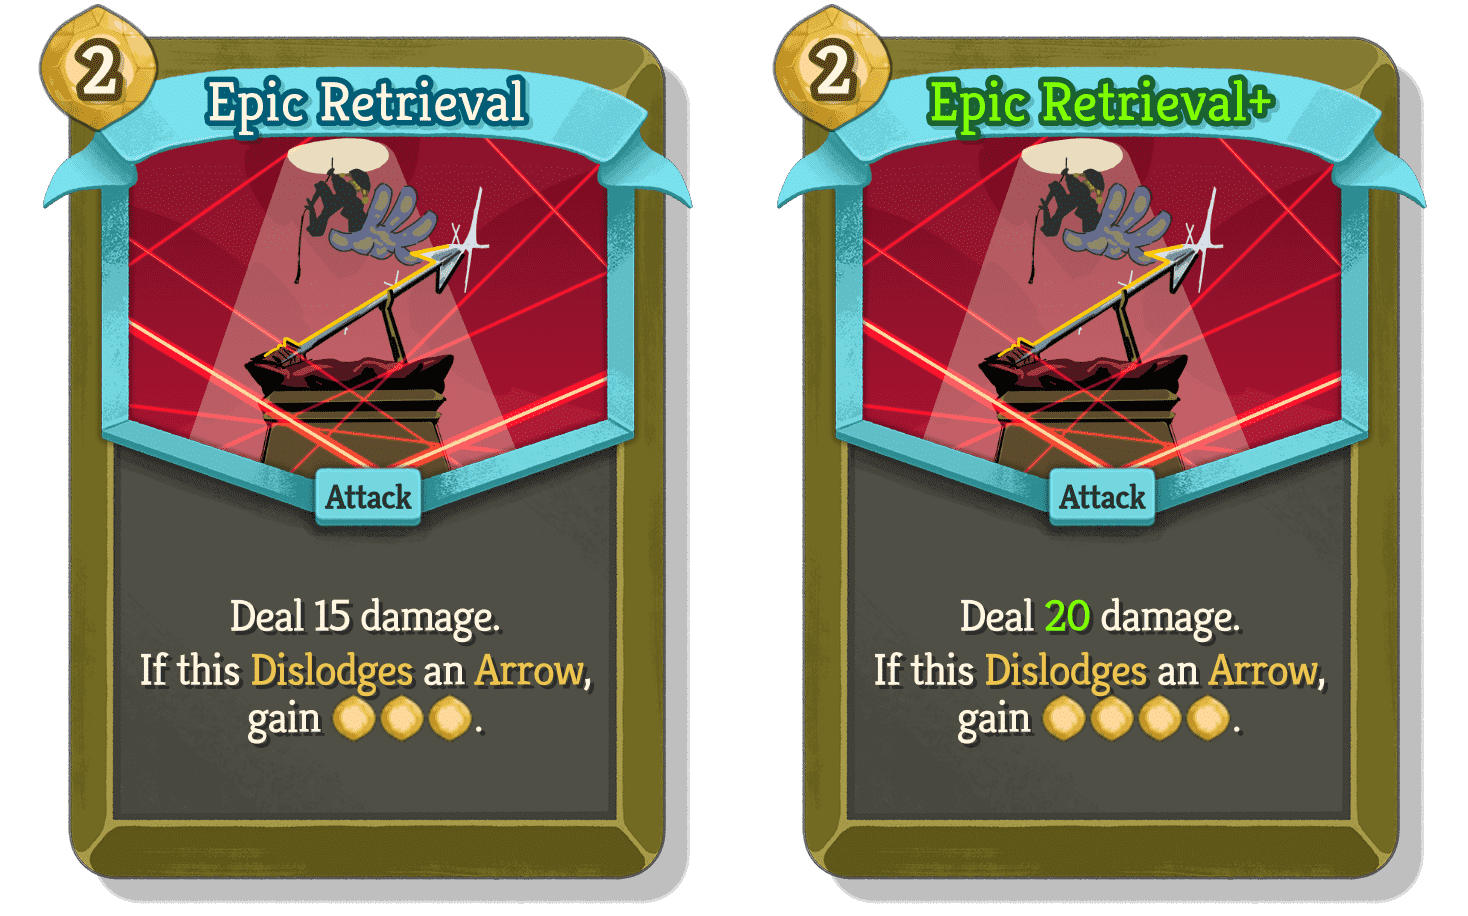 2
Epic Retrieval
Attack
Deal 15 damage.
If this Dislodges an Arrow,
gain .
2
Epic Retrieval+
Attack
Deal 20 damage.
If this Dislodges an Arrow,
gain .